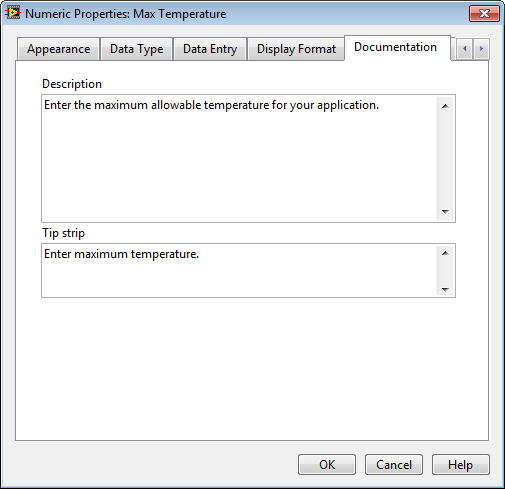 Numeric Properties: Max Temperature
Appearance Data Type Data Entry Display Format Documentation
Description
Enter the maximum allowable temperature for your application.
Tip strip
Enter maximum temperature.
OK Cancel Help